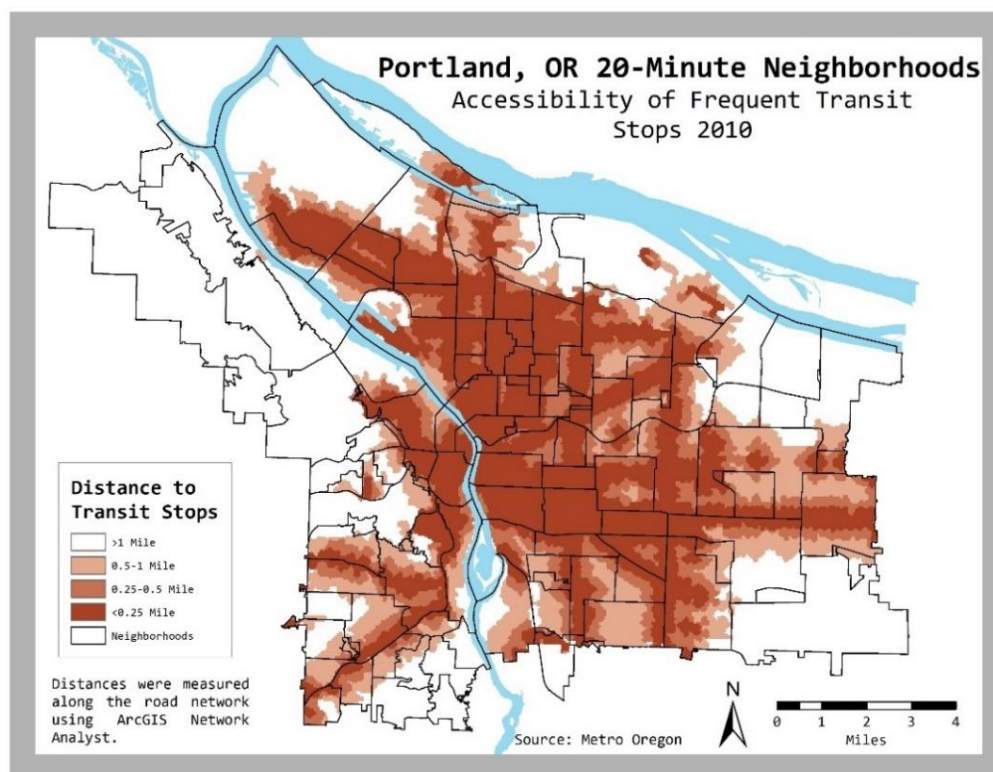 Portland, OR 20-Minute Neighborhoods
Accessibility of Frequent Transit
Stops 2010
Distance to
Transit Stops
>1 Mile
0.5-1 Mile
0.25-0.5 Mile
<0.25 Mile
Neighborhoods
Distances were measured
along the road network
using ArcGIS Network
Analyst.
Source: Metro Oregon
N
0 1 2 3 4
Miles